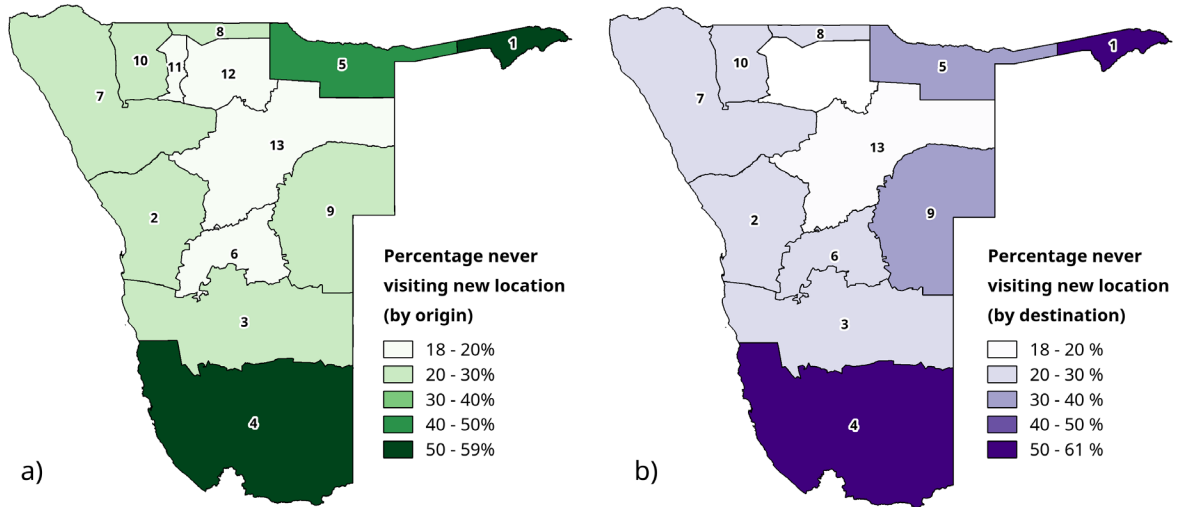 8
1
10
11
12
5
7
13
2
9
6
3
4
Percentage never
visiting new location
(by origin)
18 - 20%
20 - 30%
30 - 40%
40 - 50%
50 - 59%
a)
8
1
10
5
7
13
2
9
6
3
4
Percentage never
visiting new location
(by destination)
18 - 20 %
20 - 30 %
30 - 40 %
40 - 50 %
50 - 61 %
b)